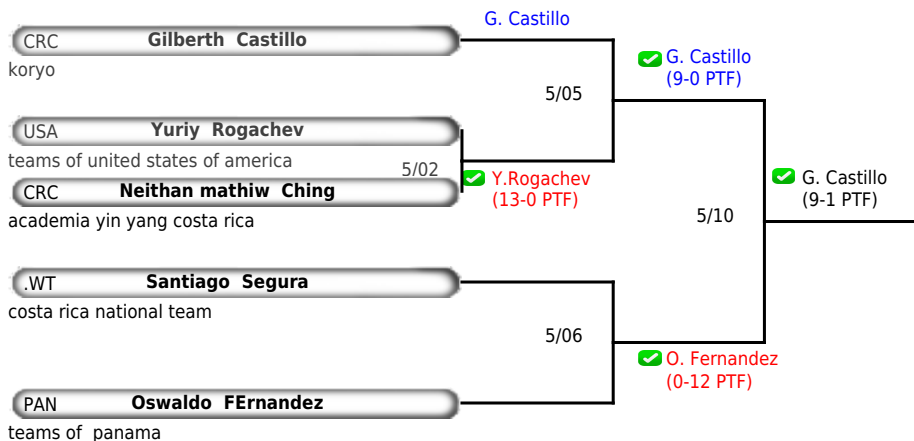 G. Castillo
CRC Gilberth Castillo
koryo
G. Castillo
(9-0 PTF)
5/05
USA Yuriy Rogachev
teams of united states of america
5/02
CRC Neithan mathiw Ching
academia yin yang costa rica
Y.Rogachev
(13-0 PTF)
G. Castillo
(9-1 PTF)
5/10
.WT Santiago Segura
costa rica national team
5/06
O. Fernandez
(0-12 PTF)
PAN Oswaldo FErnandez
teams of panama